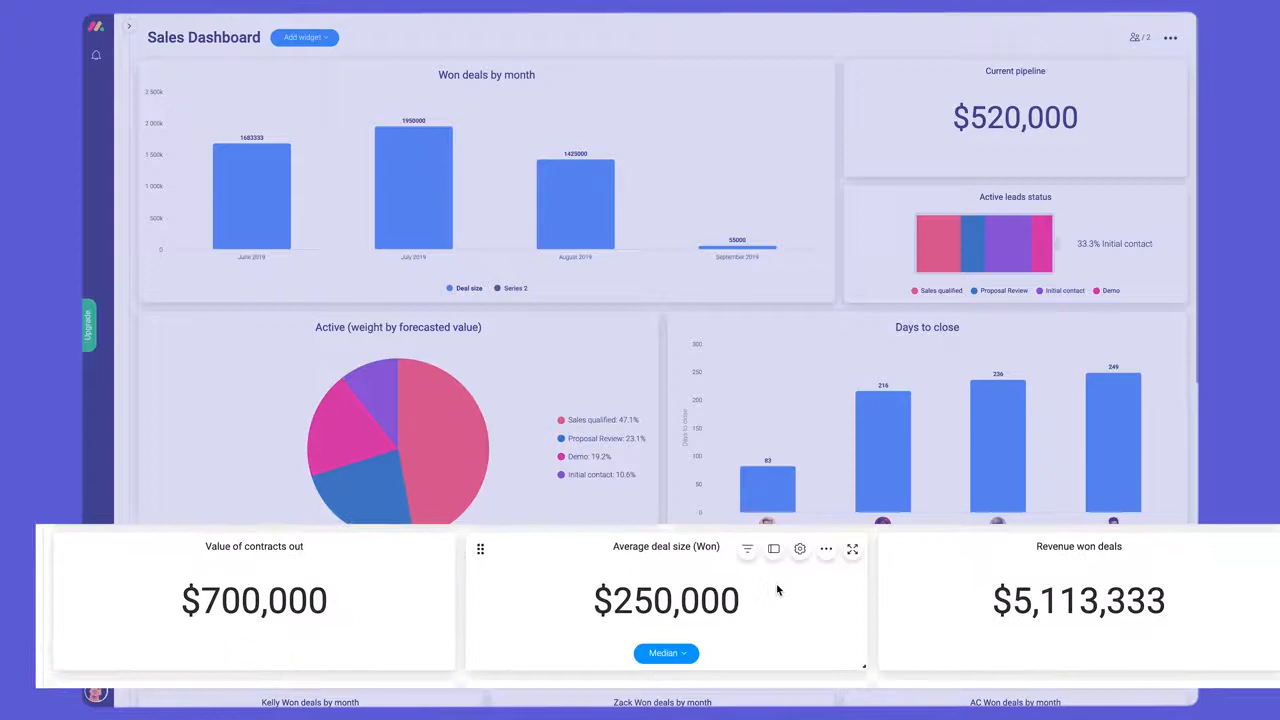 Sales Dashboard
Add widget
/ 2
Won deals by month
2 500k
2 000k
1 500k
1 000k
500k
0
1683333
1950000
1425000
55000
June 2019
July 2019
August 2019
September 2019
Deal size
Series 2
Current pipeline
$520,000
Active leads status
33.3% Initial contact
Sales qualified
Proposal Review
Initial contact
Demo
Upgrade
Active (weight by forecasted value)
Sales qualified: 47.1%
Proposal Review: 23.1%
Demo: 19.2%
Initial contact: 10.6%
Days to close
300
250
200
150
100
50
0
Days to close
83
216
236
249
Value of contracts out
$700,000
Average deal size (Won)
$250,000
Median
Revenue won deals
$5,113,333
Kelly Won deals by month
Zack Won deals by month
AC Won deals by month